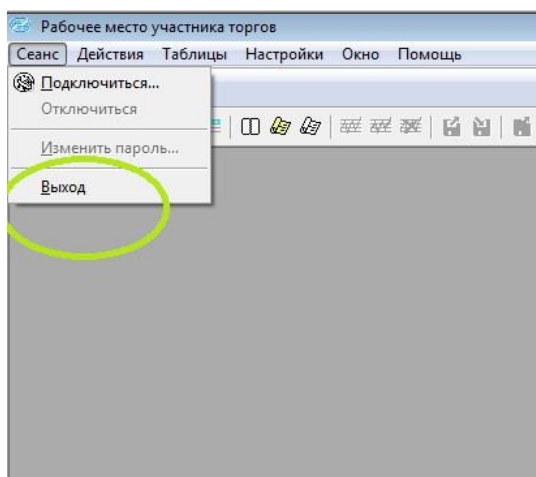 Рабочее место участника торгов
Сеанс Действия Таблицы Настройки Окно Помощь
Подключиться...
Отключиться
Изменить пароль...
Выход